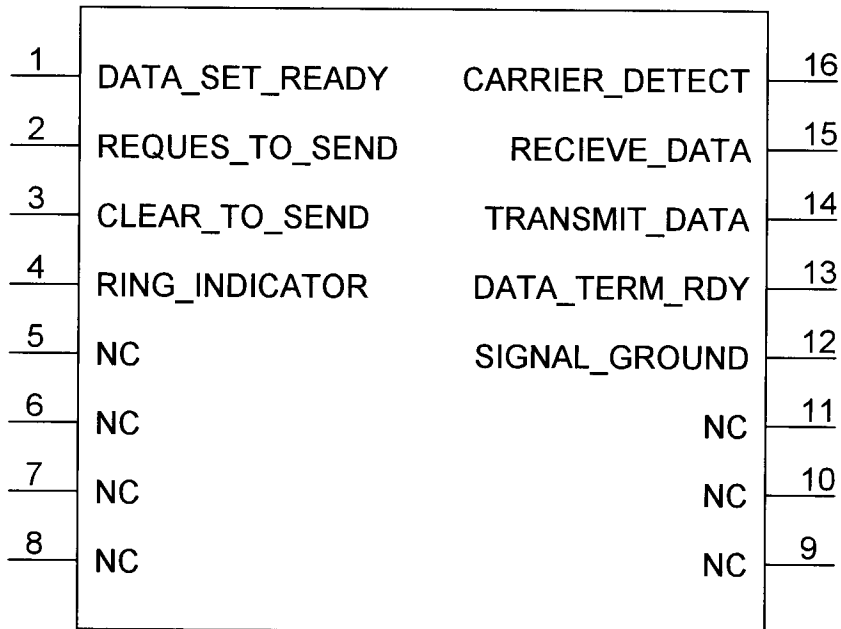 1 DATA_SET_READY CARRIER_DETECT 16
2 REQUES_TO_SEND RECIEVE_DATA 15
3 CLEAR_TO_SEND TRANSMIT_DATA 14
4 RING_INDICATOR DATA_TERM_RDY 13
5 NC SIGNAL_GROUND 12
6 NC NC 11
7 NC NC 10
8 NC NC 9